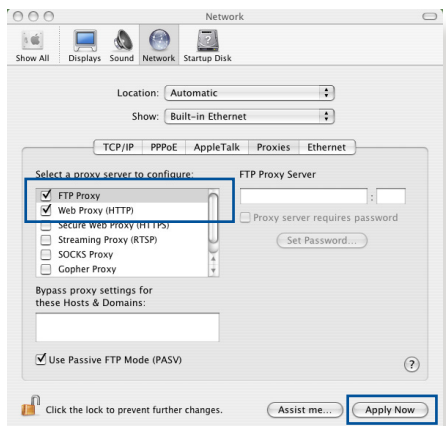 Network
Show All Displays Sound Network Startup Disk
Location: Automatic
Show: Built-in Ethernet
TCP/IP PPPoE AppleTalk Proxies Ethernet
Select a proxy server to configure: FTP Proxy Server
FTP Proxy
:
Web Proxy (HTTP)
Proxy server requires password
Secure Web Proxy (HTTPS)
Streaming Proxy (RTSP) Set Password...
SOCKS Proxy
Gopher Proxy
Bypass proxy settings for
these Hosts & Domains:
Use Passive FTP Mode (PASV) ?
Click the lock to prevent further changes. Assist me... Apply Now